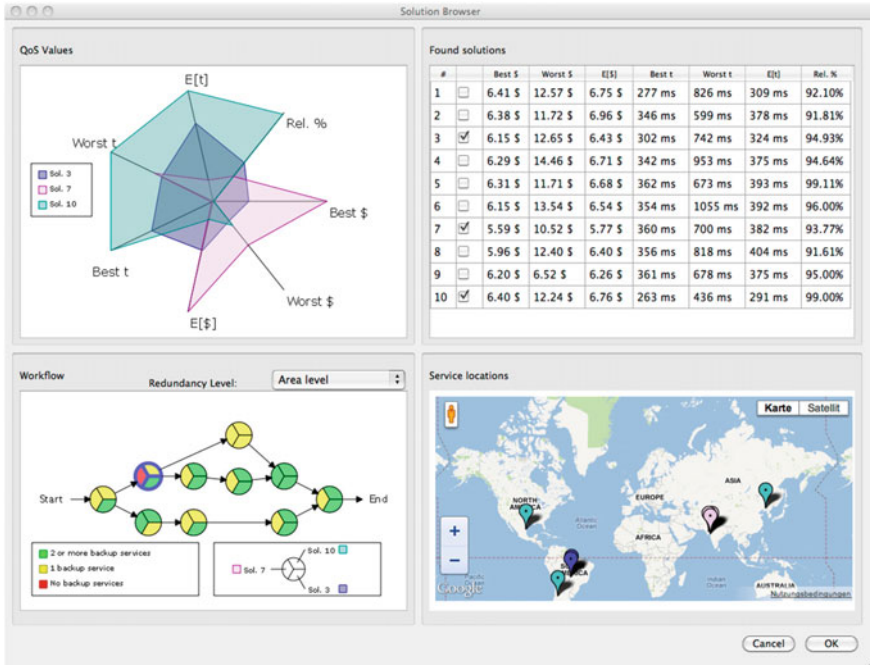 Solution Browser
QoS Values
E[t]
Rel. %
Worst t
Sol. 3
Sol. 7
Sol. 10
Best $
Best t
Worst $
E[$]
Found solutions
# Best $ Worst $ E[$] Best t Worst t E[t] Rel. %
1 6.41 $ 12.57 $ 6.75 $ 277 ms 826 ms 309 ms 92.10%
2 6.38 $ 11.72 $ 6.96 $ 346 ms 599 ms 378 ms 91.81%
3 6.15 $ 12.65 $ 6.43 $ 302 ms 742 ms 324 ms 94.93%
4 6.29 $ 14.46 $ 6.71 $ 342 ms 953 ms 375 ms 94.64%
5 6.31 $ 11.71 $ 6.68 $ 362 ms 673 ms 393 ms 99.11%
6 6.15 $ 13.54 $ 6.54 $ 354 ms 1055 ms 392 ms 96.00%
7 5.59 $ 10.52 $ 5.77 $ 360 ms 700 ms 382 ms 93.77%
8 5.96 $ 12.40 $ 6.40 $ 356 ms 818 ms 404 ms 91.61%
9 6.20 $ 6.52 $ 6.26 $ 361 ms 678 ms 375 ms 95.00%
10 6.40 $ 12.24 $ 6.76 $ 263 ms 436 ms 291 ms 99.00%
Workflow
Redundancy Level: Area level
Start
End
2 or more backup services
1 backup service
No backup services
Sol. 10
Sol. 7
Sol. 3
Service locations
Karte Satellit
ASIA
NORTH
EUROPE
Atlantic
Ocean
AFRICA
+
−
Pacific
Indian
Ocean
AUSTRALIA
Google
Nutzungsbedingungen
Cancel OK